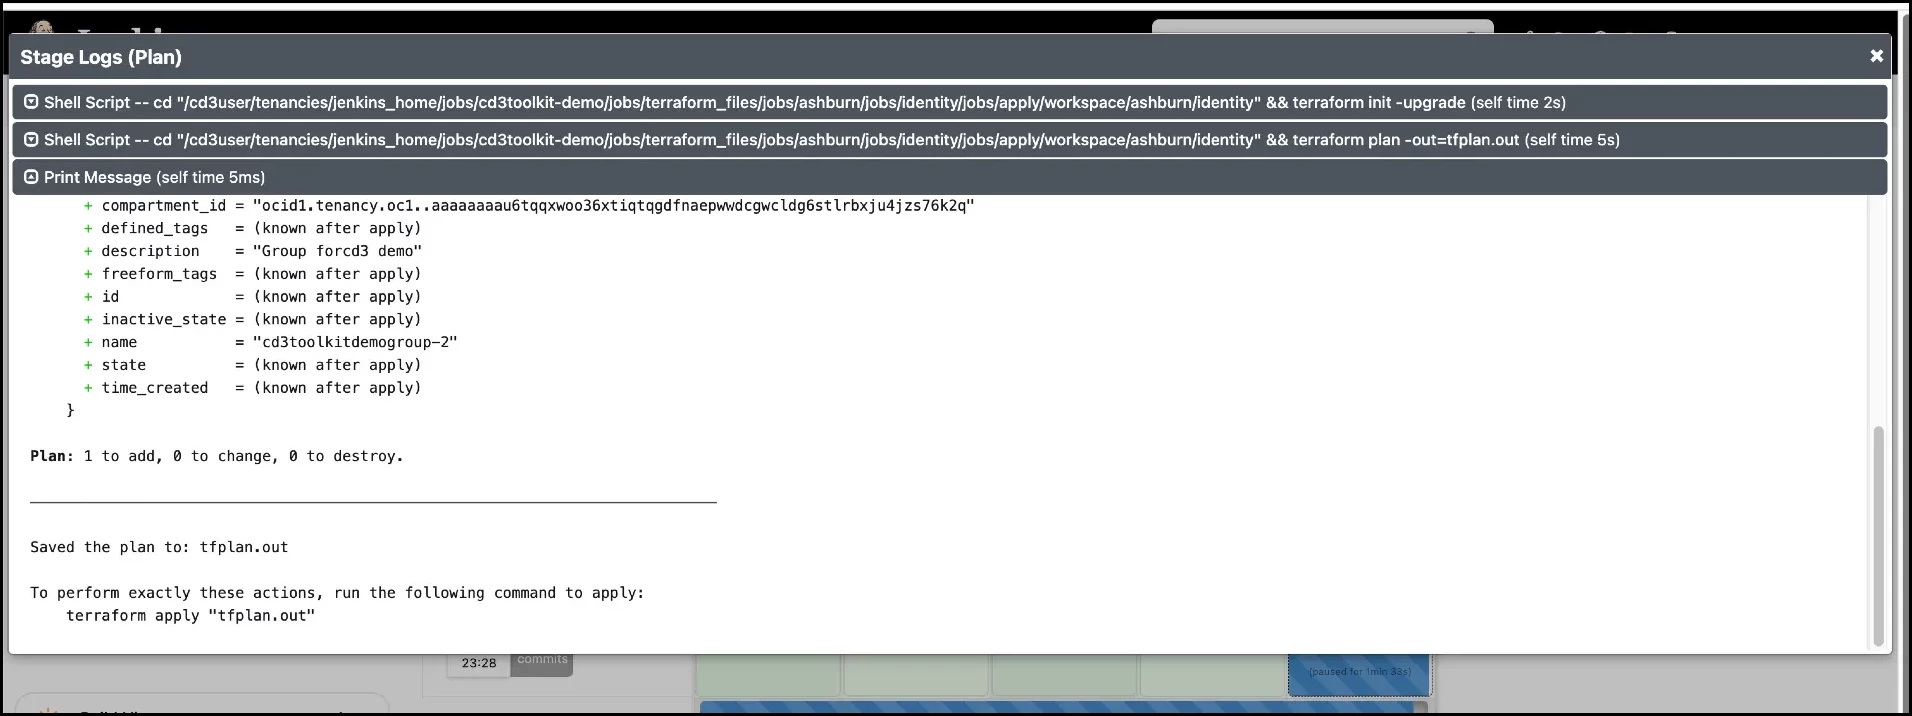 Stage Logs (Plan)
Shell Script -- cd "/cd3user/tenancies/jenkins_home/jobs/cd3toolkit-demo/jobs/terraform_files/jobs/ashburn/jobs/identity/jobs/apply/workspace/ashburn/identity" && terraform init -upgrade (self time 2s)
Shell Script -- cd "/cd3user/tenancies/jenkins_home/jobs/cd3toolkit-demo/jobs/terraform_files/jobs/ashburn/jobs/identity/jobs/apply/workspace/ashburn/identity" && terraform plan -out=tfplan.out (self time 5s)
Print Message (self time 5ms)
+ compartment_id = "ocid1.tenancy.oc1..aaaaaaaau6tqqxwoo36xtiqtqgdfnaepwwdcgwcldg6stlrbxju4jzs76k2q"
+ defined_tags = (known after apply)
+ description = "Group forcd3 demo"
+ freeform_tags = (known after apply)
+ id = (known after apply)
+ inactive_state = (known after apply)
+ name = "cd3toolkitdemogroup-2"
+ state = (known after apply)
+ time_created = (known after apply)
}
Plan: 1 to add, 0 to change, 0 to destroy.
Saved the plan to: tfplan.out
To perform exactly these actions, run the following command to apply:
terraform apply "tfplan.out"
23:28
commits
(paused for 1min 33s)